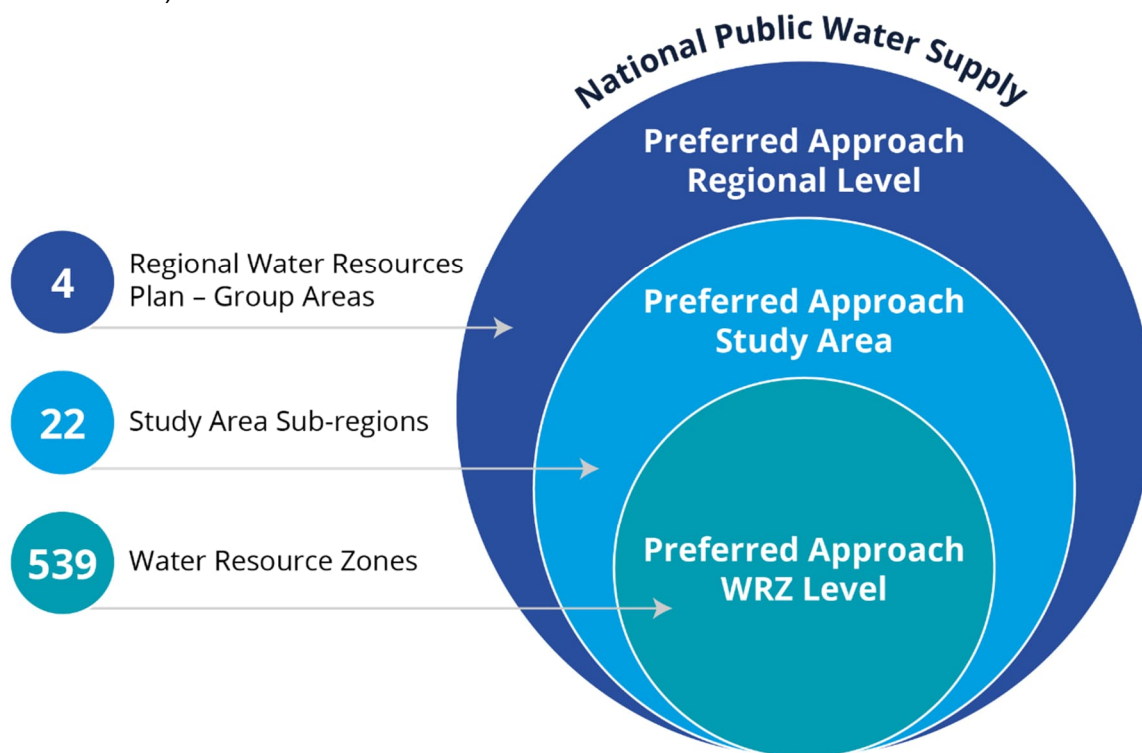 National Public Water Supply
Preferred Approach
Regional Level
4
Regional Water Resources
Plan – Group Areas
Preferred Approach
Study Area
22
Study Area Sub-regions
539
Water Resource Zones
Preferred Approach
WRZ Level